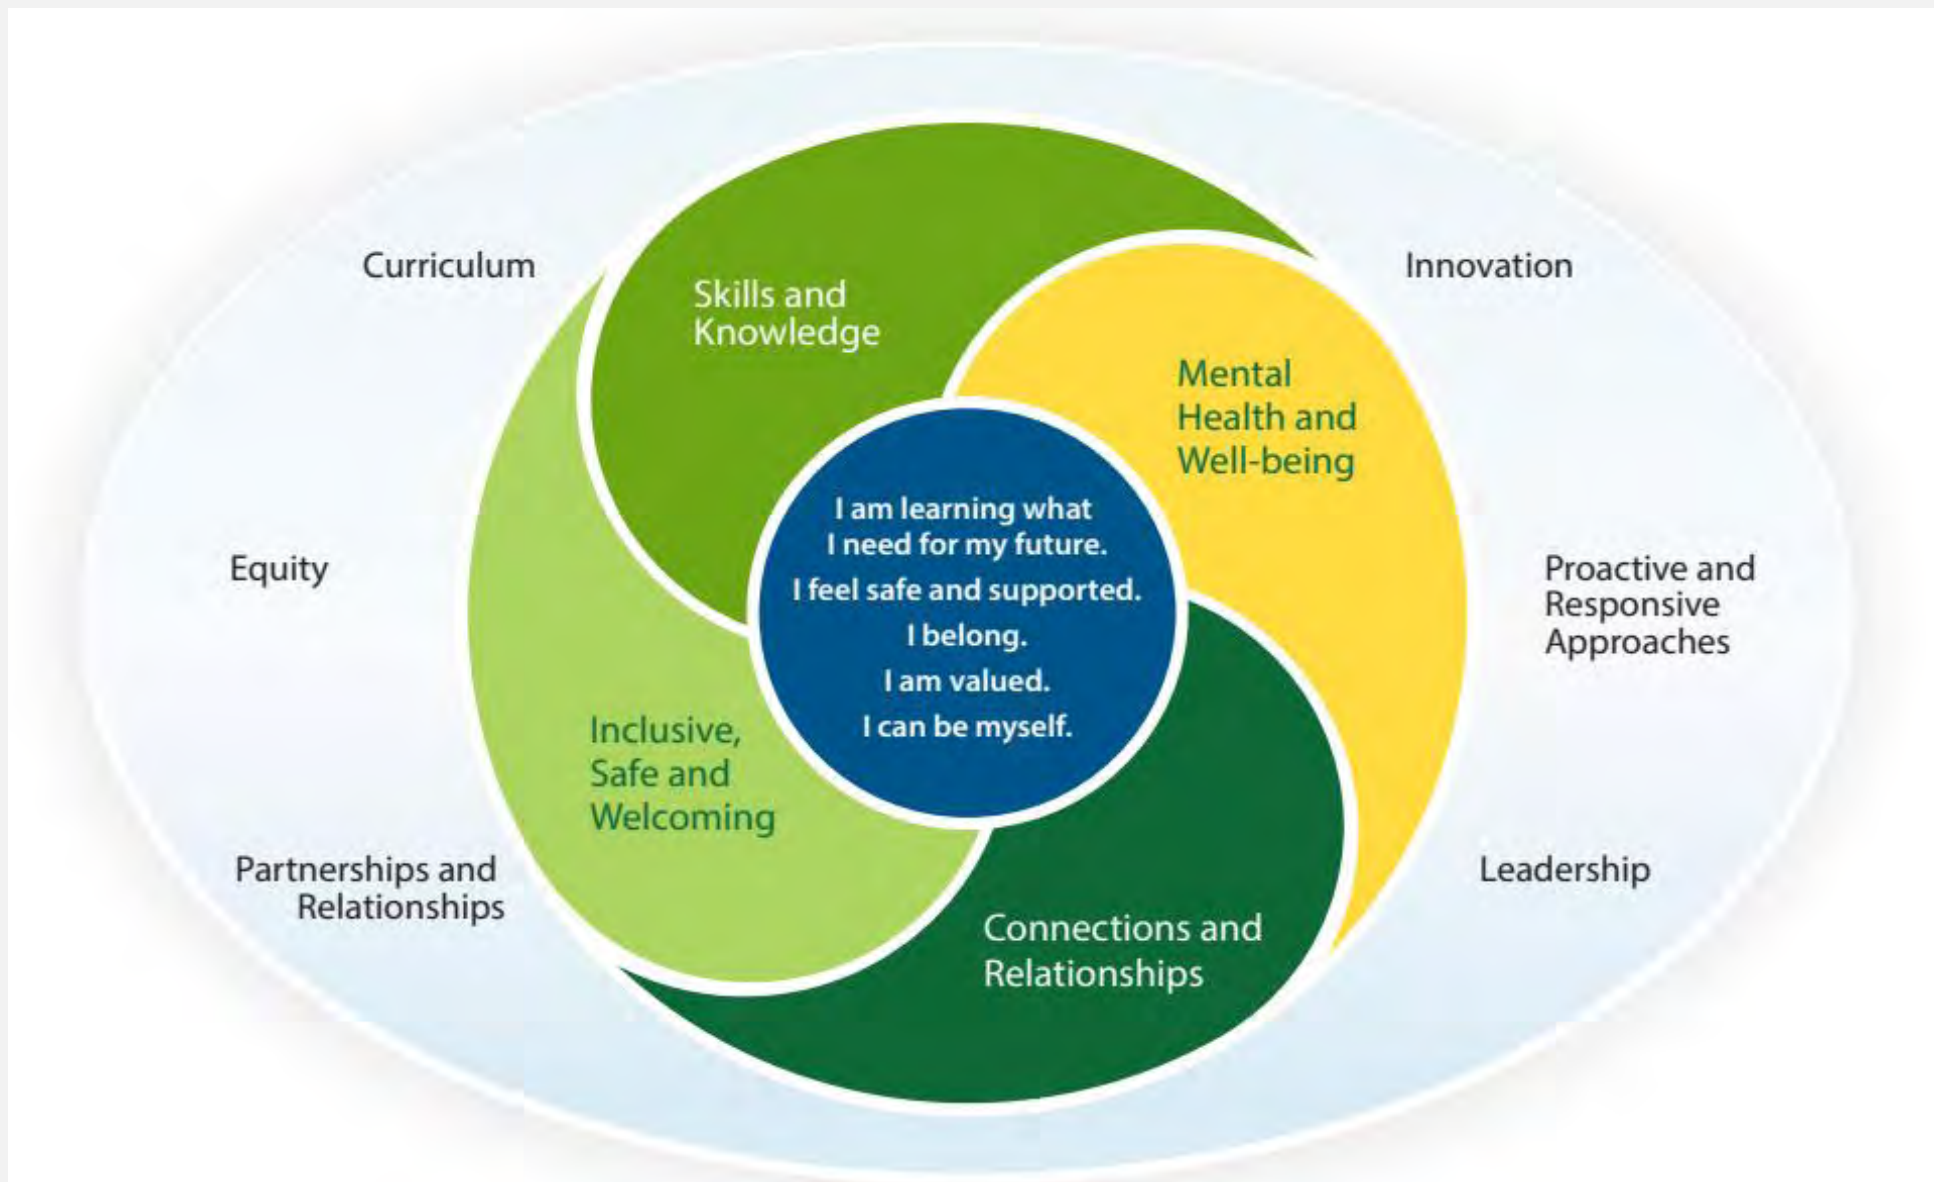 Curriculum
Innovation
Skills and
Knowledge
Mental
Health and
Well-being
I am learning what
I need for my future.
I feel safe and supported.
I belong.
I am valued.
I can be myself.
Equity
Proactive and
Responsive
Approaches
Inclusive,
Safe and
Welcoming
Partnerships and
Relationships
Leadership
Connections and
Relationships